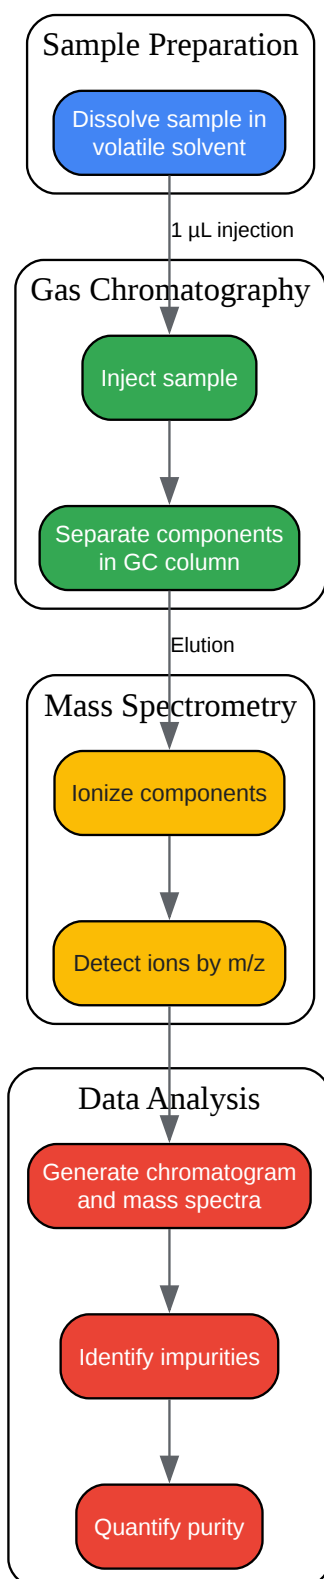 Sample Preparation
Dissolve sample in
volatile solvent
1 µL injection
Gas Chromatography
Inject sample
Separate components
in GC column
Elution
Mass Spectrometry
Ionize components
Detect ions by m/z
Data Analysis
Generate chromatogram
and mass spectra
Identify impurities
Quantify purity